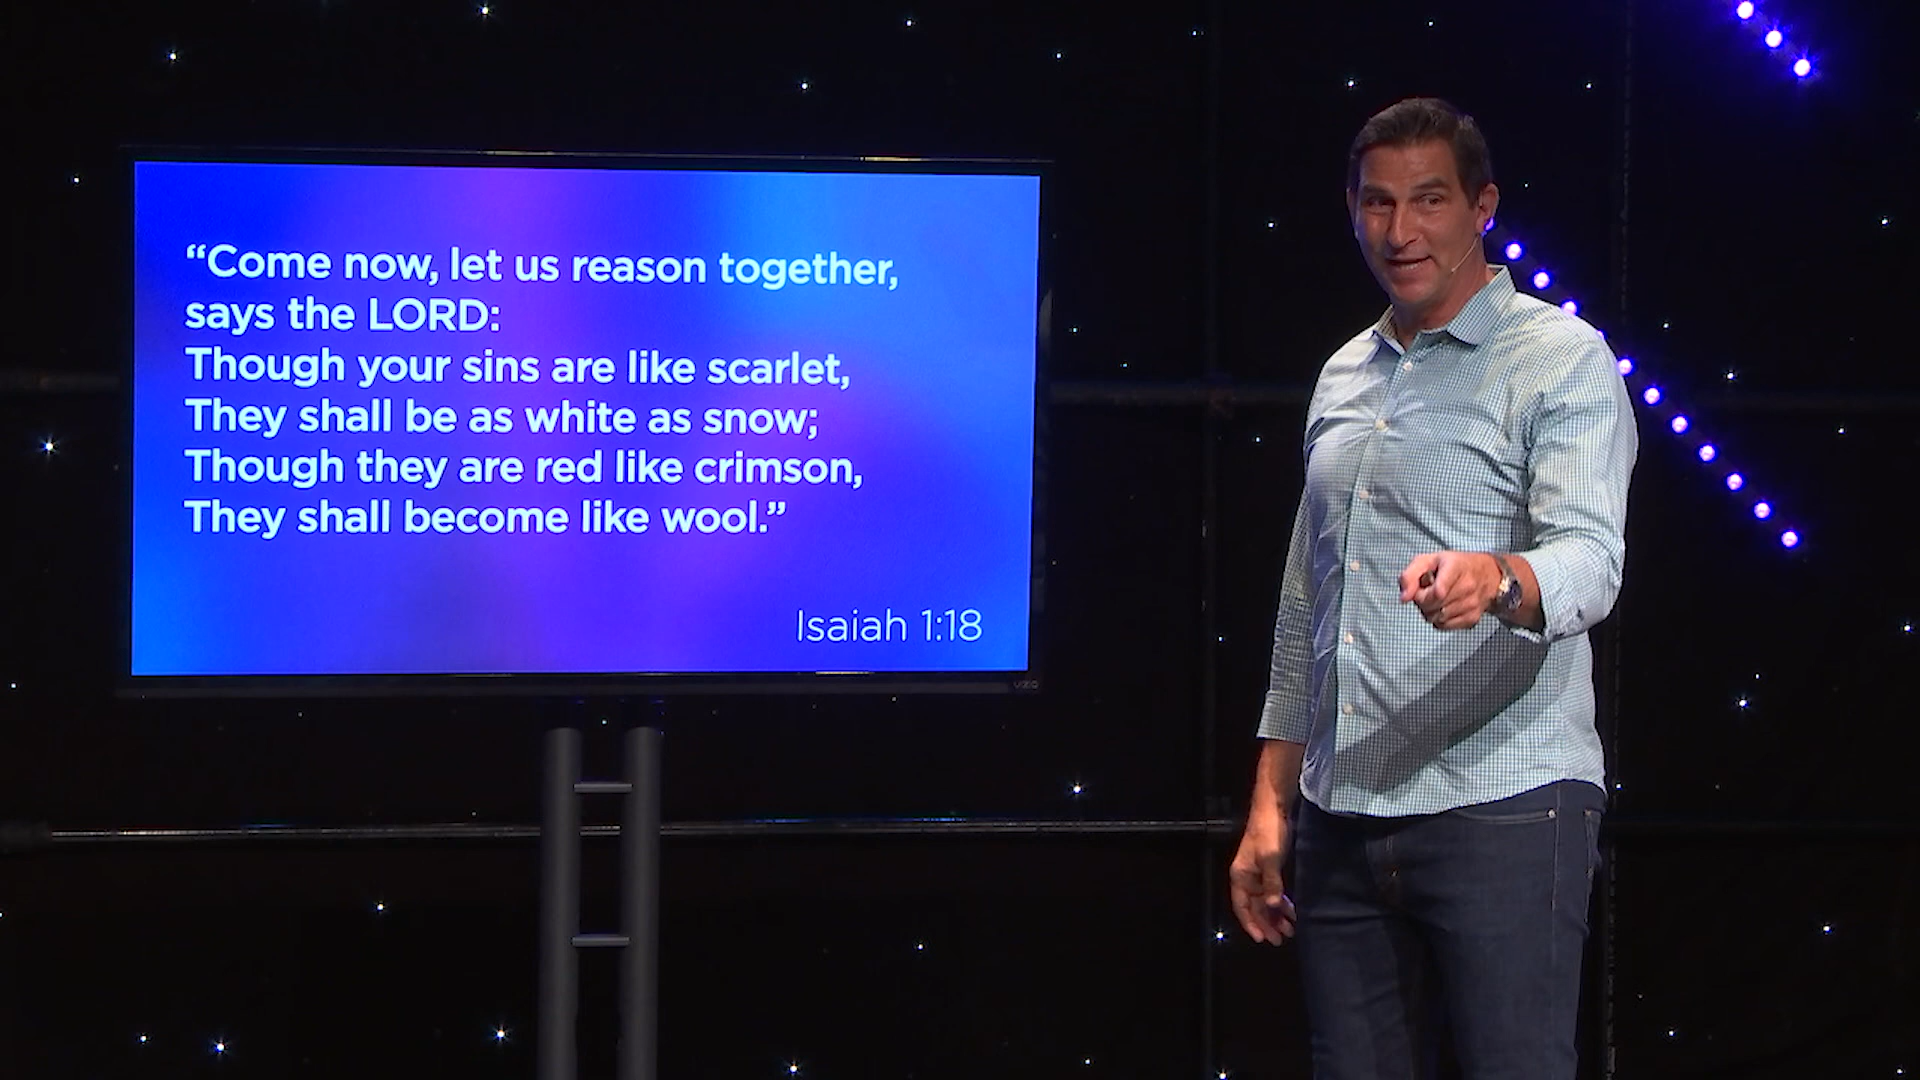 “Come now, let us reason together,
says the LORD:
Though your sins are like scarlet,
They shall be as white as snow;
Though they are red like crimson,
They shall become like wool.”
Isaiah 1:18
VIZIO